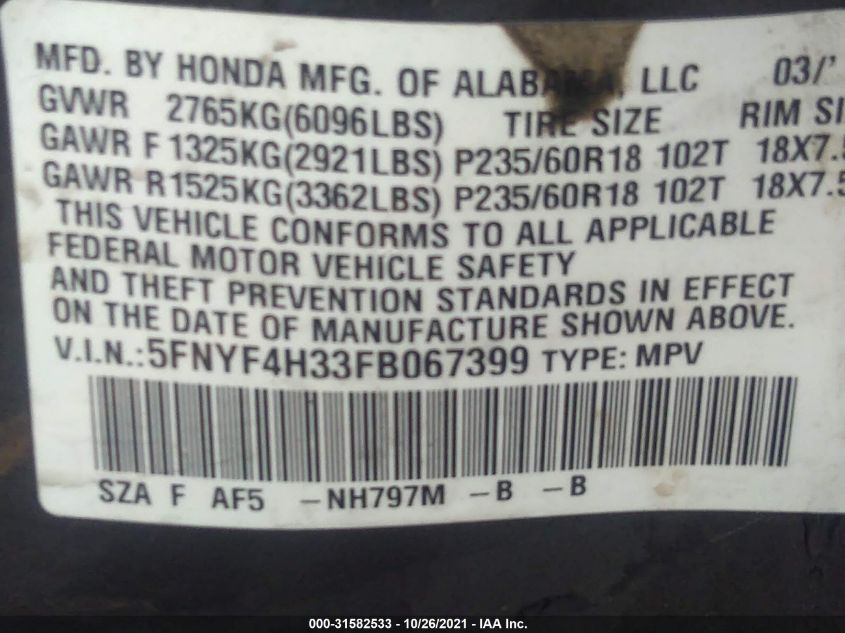 MFD. BY HONDA MFG. OF ALABAMA, LLC 03/'
GVWR 2765KG(6096LBS) TIRE SIZE RIM SI
GAWR F 1325KG(2921LBS) P235/60R18 102T 18X7.5
GAWR R 1525KG(3362LBS) P235/60R18 102T 18X7.5
THIS VEHICLE CONFORMS TO ALL APPLICABLE
FEDERAL MOTOR VEHICLE SAFETY
AND THEFT PREVENTION STANDARDS IN EFFECT
ON THE DATE OF MANUFACTURE SHOWN ABOVE.
V.I.N.:5FNYF4H33FB067399 TYPE: MPV
SZA F AF5 -NH797M -B -B
000-31582533 - 10/26/2021 - IAA Inc.